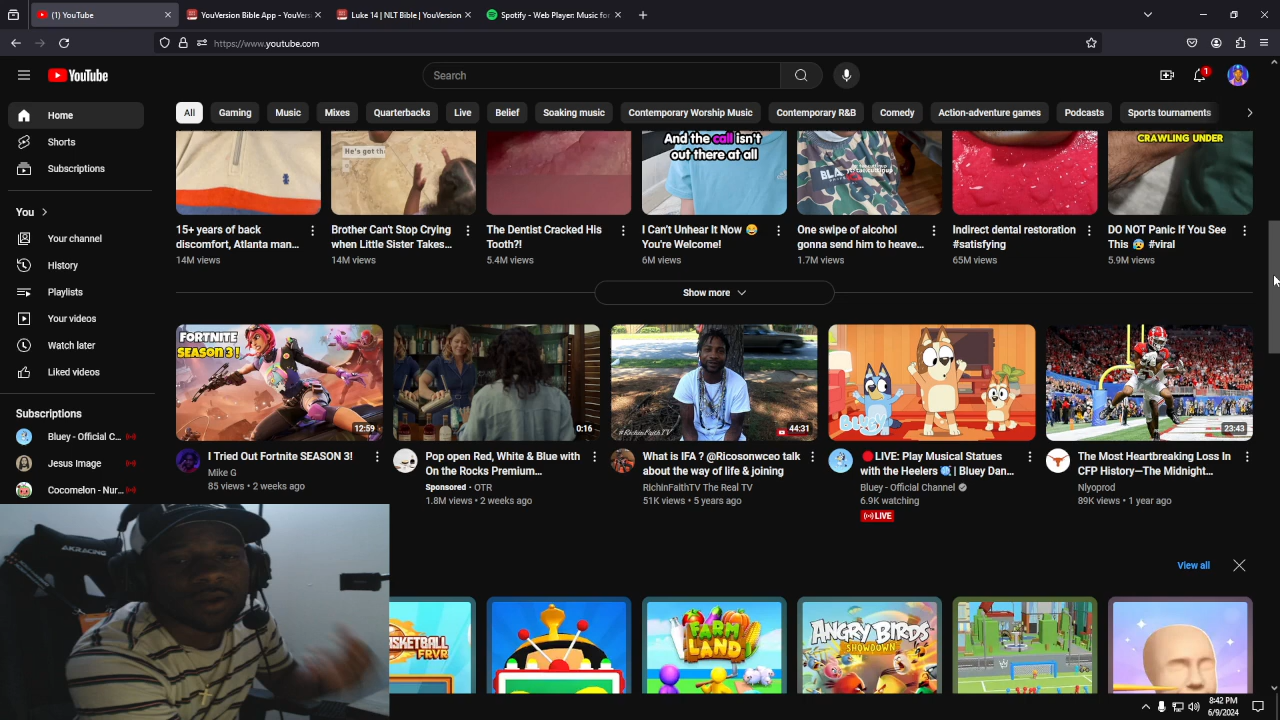 (1) YouTube
YouVersion Bible App - YouVersi
Luke 14 | NLT Bible | YouVersion
Spotify - Web Player: Music for
https://www.youtube.com
YouTube
Search
1
All
Gaming
Music
Mixes
Quarterbacks
Live
Belief
Soaking music
Contemporary Worship Music
Contemporary R&B
Comedy
Action-adventure games
Podcasts
Sports tournaments
Home
Shorts
Subscriptions
You
Your channel
History
Playlists
Your videos
Watch later
Liked videos
Subscriptions
Bluey - Official C...
Jesus Image
Cocomelon - Nur...
He's got th
And the call isn't
out there at all
CRAWLING UNDER
15+ years of back
discomfort, Atlanta man...
14M views
Brother Can't Stop Crying
when Little Sister Takes...
14M views
The Dentist Cracked His
Tooth?!
5.4M views
I Can't Unhear It Now 😂
You're Welcome!
6M views
One swipe of alcohol
gonna send him to heave...
1.7M views
Indirect dental restoration
#satisfying
65M views
DO NOT Panic If You See
This 😰 #viral
5.9M views
Show more
FORTNITE
SEASON 3!
12:59
I Tried Out Fortnite SEASON 3!
Mike G
85 views • 2 weeks ago
0:16
Pop open Red, White & Blue with
On the Rocks Premium...
Sponsored • OTR
1.8M views • 2 weeks ago
#RichinFaithTV
44:31
What is IFA ? @Ricosonwceo talk
about the way of life & joining
RichInFaithTV The Real TV
51K views • 5 years ago
BLUEY
🔴LIVE: Play Musical Statues
with the Heelers 🪩 | Bluey Dan...
Bluey - Official Channel
6.9K watching
LIVE
23:43
The Most Heartbreaking Loss In
CFP History—The Midnight...
Nlyoprod
89K views • 1 year ago
View all
BASKETBALL
FRVR
FARM
LAND
ANGRY BIRDS
SHOWDOWN
AKRACING
8:42 PM
6/9/2024